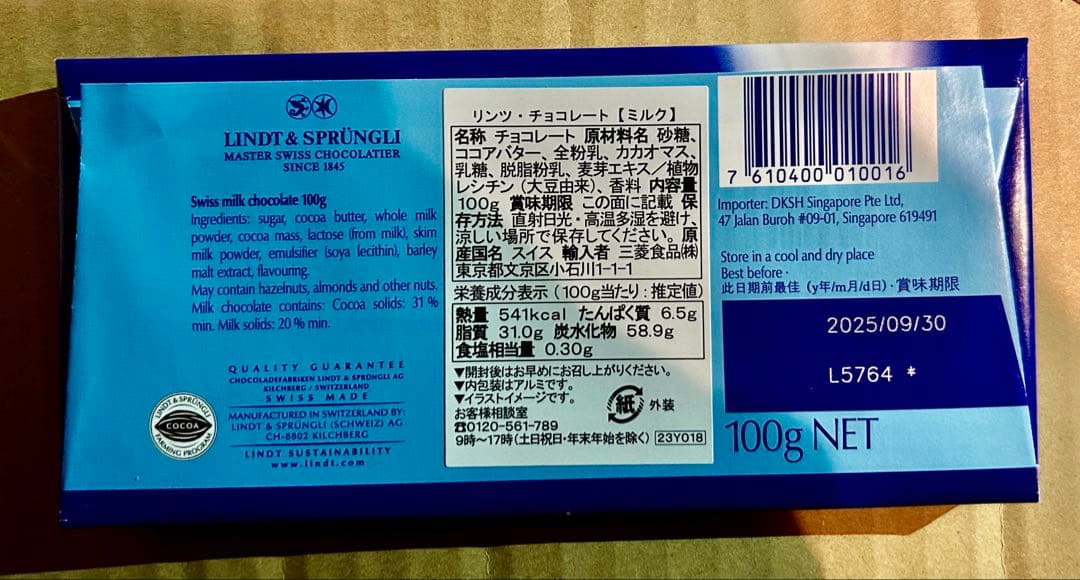 LINDT & SPRÜNGLI
MASTER SWISS CHOCOLATIER
SINCE 1845
Swiss milk chocolate 100g
Ingredients: sugar, cocoa butter, whole milk
powder, cocoa mass, lactose (from milk), skim
milk powder, emulsifier (soya lecithin), barley
malt extract, flavouring.
May contain hazelnuts, almonds and other nuts.
Milk chocolate contains: Cocoa solids: 31 %
min. Milk solids: 20 % min.
QUALITY GUARANTEE
CHOCOLADEFABRIKEN LINDT & SPRÜNGLI AG
KILCHBERG / SWITZERLAND
SWISS MADE
MANUFACTURED IN SWITZERLAND BY:
LINDT & SPRÜNGLI (SCHWEIZ) AG
CH-8802 KILCHBERG
LINDT SUSTAINABILITY
www.lindt.com
LINDT & SPRÜNGLI
COCOA
FARMING PROGRAM
リンツ・チョコレート【ミルク】
名称 チョコレート 原材料名 砂糖、
ココアバター、全粉乳、カカオマス、
乳糖、脱脂粉乳、麦芽エキス／植物
レシチン（大豆由来）、香料 内容量
100g 賞味期限 この面に記載 保
存方法 直射日光・高温多湿を避け、
涼しい場所で保存してください。原
産国名 スイス 輸入者 三菱食品㈱
東京都文京区小石川1-1-1
栄養成分表示（100g当たり：推定値）
熱量 541kcal たんぱく質 6.5g
脂質 31.0g 炭水化物 58.9g
食塩相当量 0.30g
▼開封後はお早めにお召し上がりください。
▼内包装はアルミです。
▼イラストイメージです。
お客様相談室
☎0120-561-789
9時～17時（土日祝日・年末年始を除く）
23Y018
紙 外装
7 610400 010016
Importer: DKSH Singapore Pte Ltd,
47 Jalan Buroh #09-01, Singapore 619491
Store in a cool and dry place
Best before ·
此日期前最佳（y年/m月/d日）· 賞味期限
2025/09/30
L5764 *
100g NET